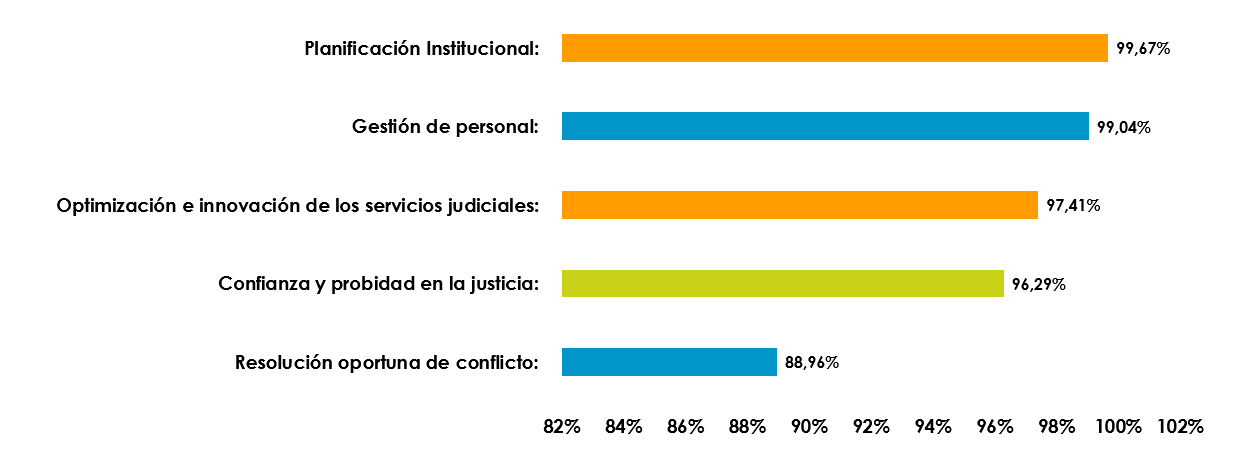 Planificación Institucional: 99,67%
Gestión de personal: 99,04%
Optimización e innovación de los servicios judiciales: 97,41%
Confianza y probidad en la justicia: 96,29%
Resolución oportuna de conflicto: 88,96%
82% 84% 86% 88% 90% 92% 94% 96% 98% 100% 102%